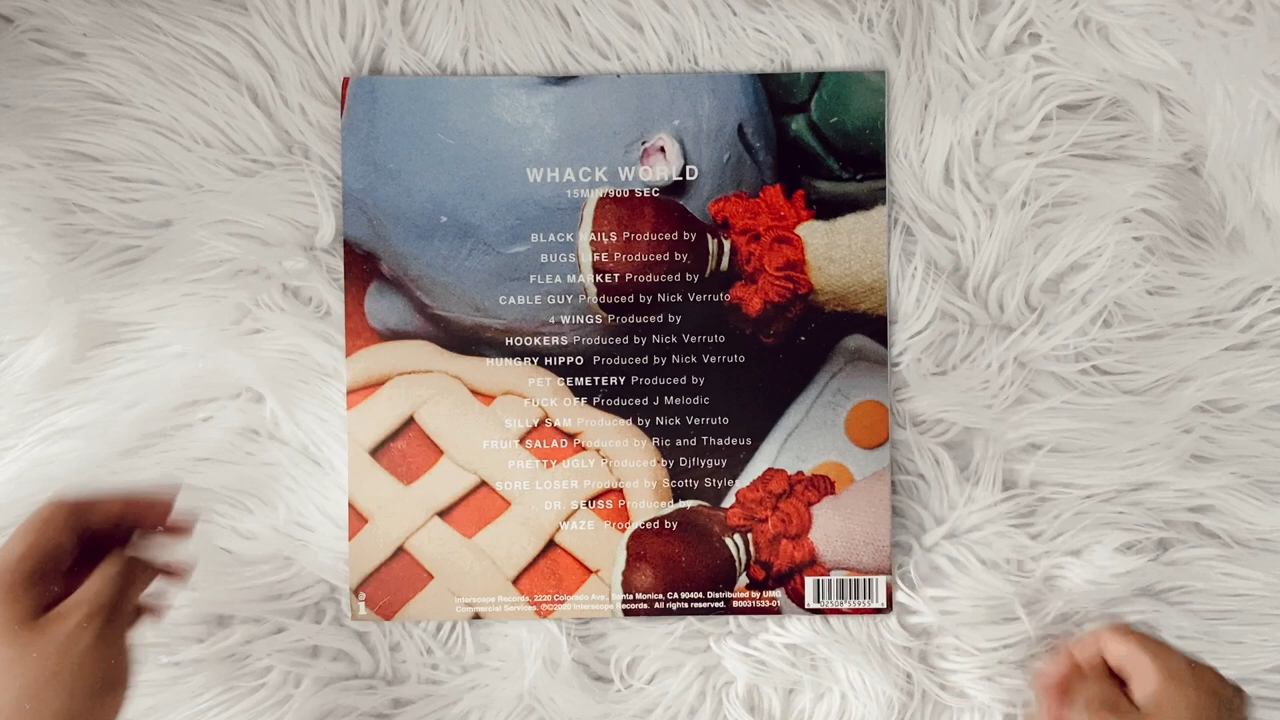 WHACK WORLD
15MIN/900 SEC
BLACK NAILS Produced by
BUGS LIFE Produced by
FLEA MARKET Produced by
CABLE GUY Produced by Nick Verruto
4 WINGS Produced by
HOOKERS Produced by Nick Verruto
HUNGRY HIPPO Produced by Nick Verruto
PET CEMETERY Produced by
FUCK OFF Produced J Melodic
SILLY SAM Produced by Nick Verruto
FRUIT SALAD Produced by Ric and Thadeus
PRETTY UGLY Produced by Djflyguy
SORE LOSER Produced by Scotty Styles
DR. SEUSS Produced by
WAZE Produced by
Interscope Records, 2220 Colorado Ave., Santa Monica, CA 90404. Distributed by UMG
Commercial Services. ℗©2020 Interscope Records. All rights reserved. B0031533-01
6 02508 55955 8